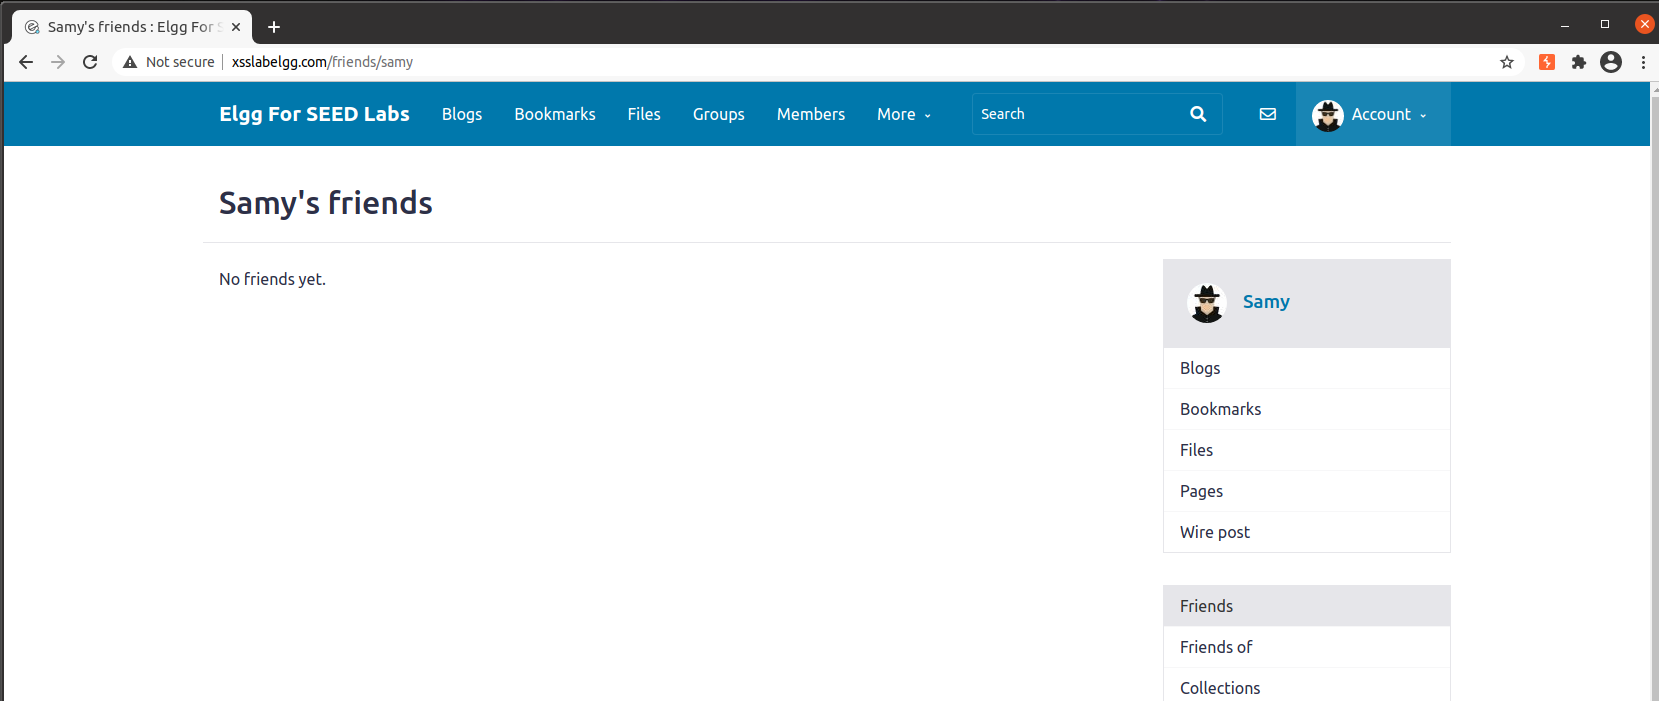 Samy's friends : Elgg For S
Not secure xsslabelgg.com/friends/samy
Elgg For SEED Labs Blogs Bookmarks Files Groups Members More Search Account
Samy's friends
No friends yet.
Samy
Blogs
Bookmarks
Files
Pages
Wire post
Friends
Friends of
Collections